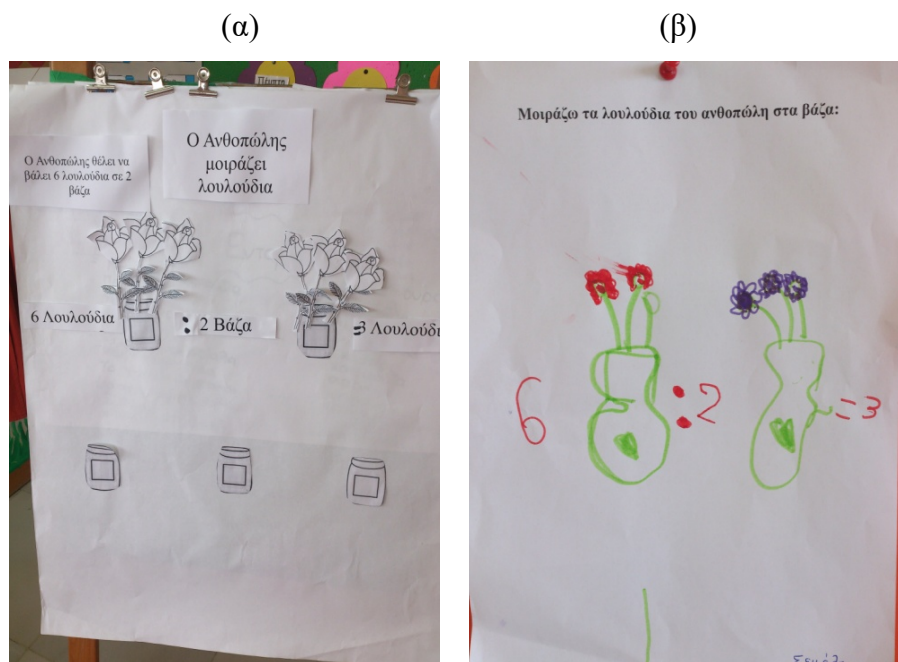 (α)
(β)
Πέμπτη
Ο Ανθοπώλης
μοιράζει
λουλούδια
Ο Ανθοπώλης θέλει να
βάλει 6 λουλούδια σε 2
βάζα
6 Λουλούδια
:2 Βάζα
=3 Λουλούδι
Μοιράζω τα λουλούδια του ανθοπώλη στα βάζα:
6 :2 =3